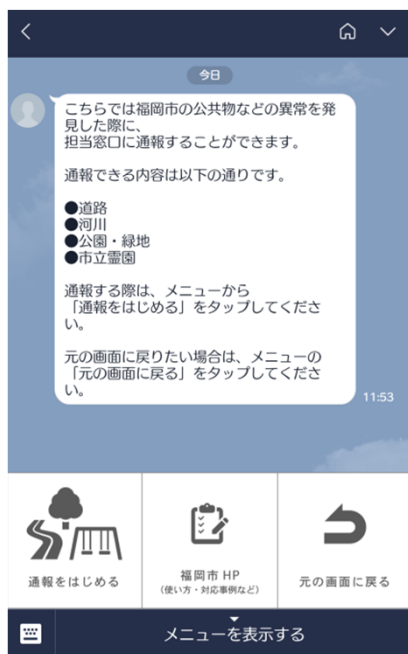 今日
こちらでは福岡市の公共物などの異常を発
見した際に、
担当窓口に通報することができます。
通報できる内容は以下の通りです。
●道路
●河川
●公園・緑地
●市立霊園
通報する際は、メニューから
「通報をはじめる」をタップしてくださ
い。
元の画面に戻りたい場合は、メニューの
「元の画面に戻る」をタップしてくださ
い。
11:53
通報をはじめる
福岡市 HP
(使い方・対応事例など)
元の画面に戻る
メニューを表示する